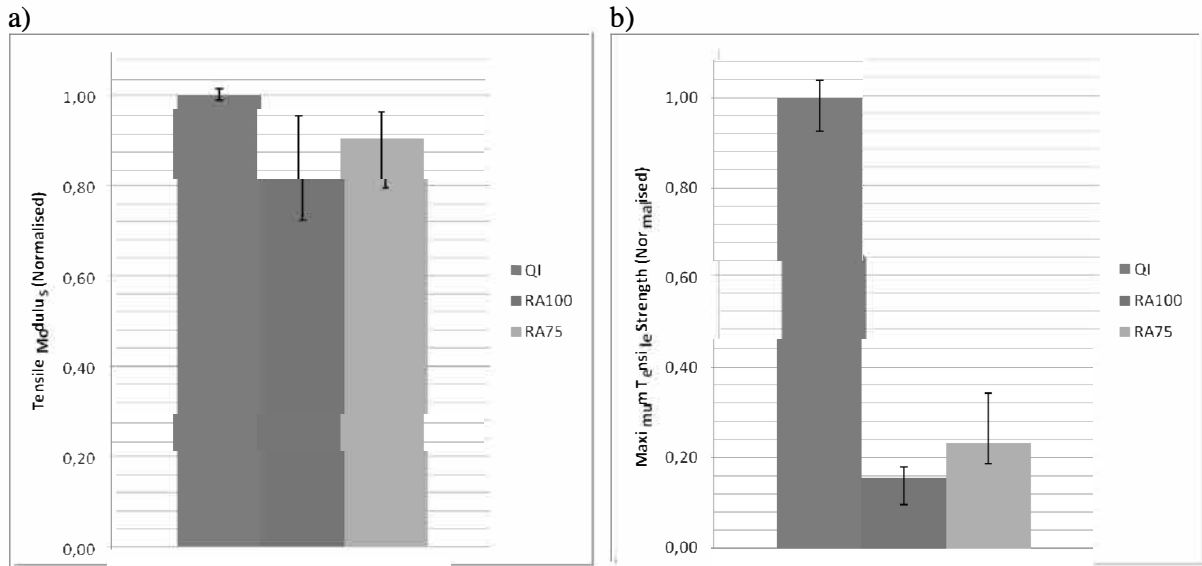 a)
Tensile Modulus (Normalised)
1,00
0,80
0,60
0,40
0,20
0,00
QI
RA100
RA75
b)
Maximum Tensile Strength (Normalised)
1,00
0,80
0,60
0,40
0,20
0,00
QI
RA100
RA75